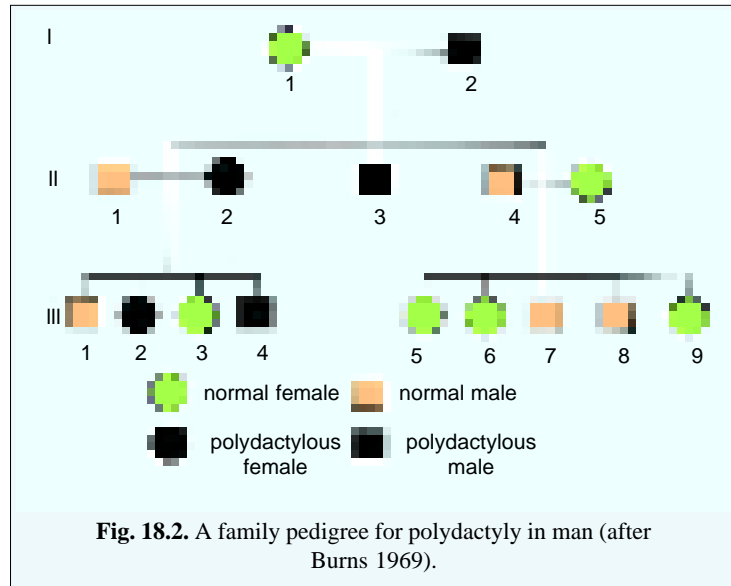 I
1 2
II
1 2 3 4 5
III
1 2 3 4 5 6 7 8 9
normal female normal male
polydactylous female polydactylous male
Fig. 18.2. A family pedigree for polydactyly in man (after
Burns 1969).